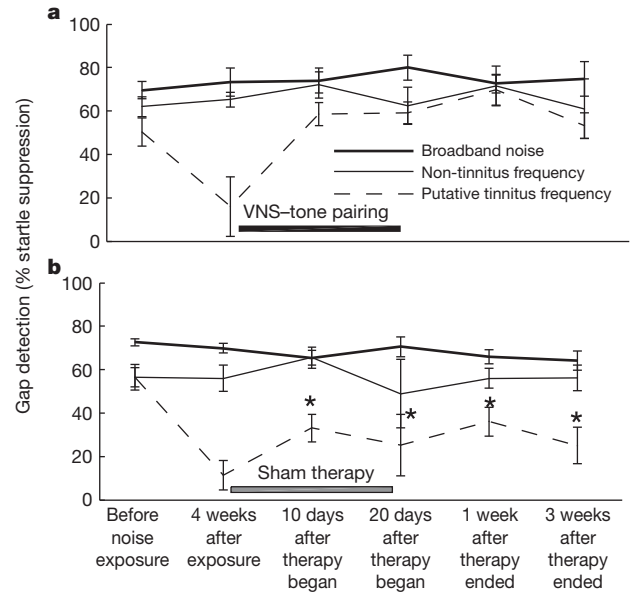 a
100
80
60
40
20
0
Broadband noise
Non-tinnitus frequency
Putative tinnitus frequency
VNS–tone pairing
Gap detection (% startle suppression)
b
100
80
60
40
20
0
*
*
*
*
Sham therapy
Before
noise
exposure
4 weeks
after
exposure
10 days
after
therapy
began
20 days
after
therapy
began
1 week
after
therapy
ended
3 weeks
after
therapy
ended